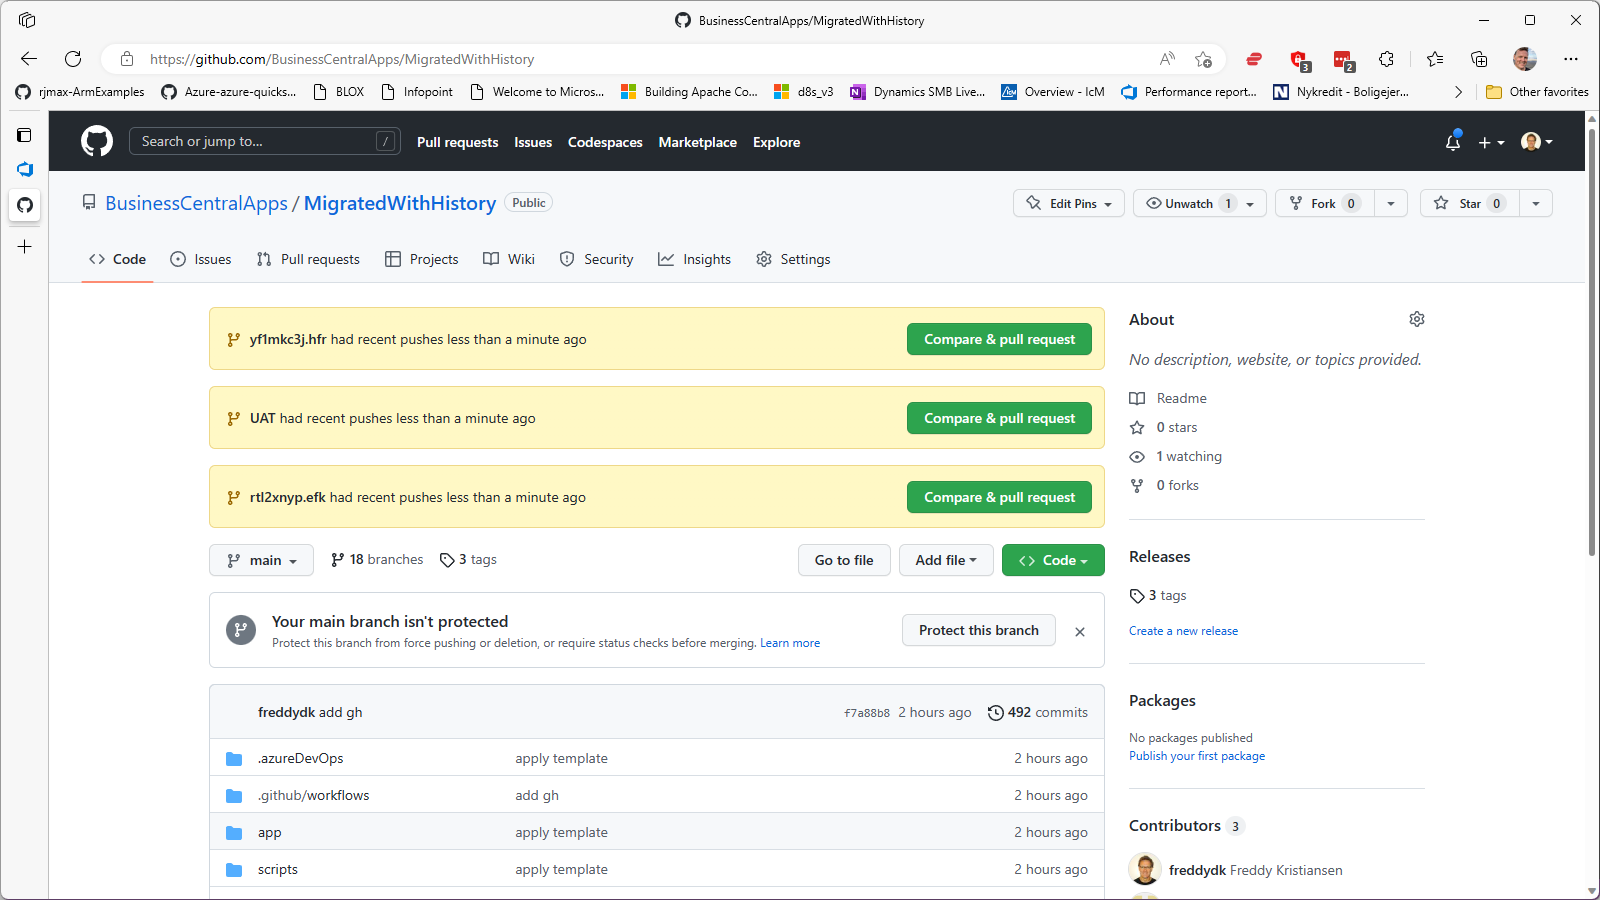 BusinessCentralApps/MigratedWithHistory
https://github.com/BusinessCentralApps/MigratedWithHistory
A
3
2
rjmax-ArmExamples
Azure-azure-quicks...
BLOX
Infopoint
Welcome to Micros...
Building Apache Co...
d8s_v3
Dynamics SMB Live...
Overview - IcM
Performance report...
Nykredit - Boligejer...
Other favorites
Search or jump to...
/
Pull requests
Issues
Codespaces
Marketplace
Explore
BusinessCentralApps / MigratedWithHistory
Public
Edit Pins
Unwatch 1
Fork 0
Star 0
Code
Issues
Pull requests
Projects
Wiki
Security
Insights
Settings
yf1mkc3j.hfr had recent pushes less than a minute ago
Compare & pull request
UAT had recent pushes less than a minute ago
Compare & pull request
rtl2xnyp.efk had recent pushes less than a minute ago
Compare & pull request
main
18 branches
3 tags
Go to file
Add file
Code
Your main branch isn't protected
Protect this branch from force pushing or deletion, or require status checks before merging. Learn more
Protect this branch
freddydk add gh
f7a88b8 2 hours ago
492 commits
.azureDevOps
apply template
2 hours ago
.github/workflows
add gh
2 hours ago
app
apply template
2 hours ago
scripts
apply template
2 hours ago
About
No description, website, or topics provided.
Readme
0 stars
1 watching
0 forks
Releases
3 tags
Create a new release
Packages
No packages published
Publish your first package
Contributors 3
freddydk Freddy Kristiansen